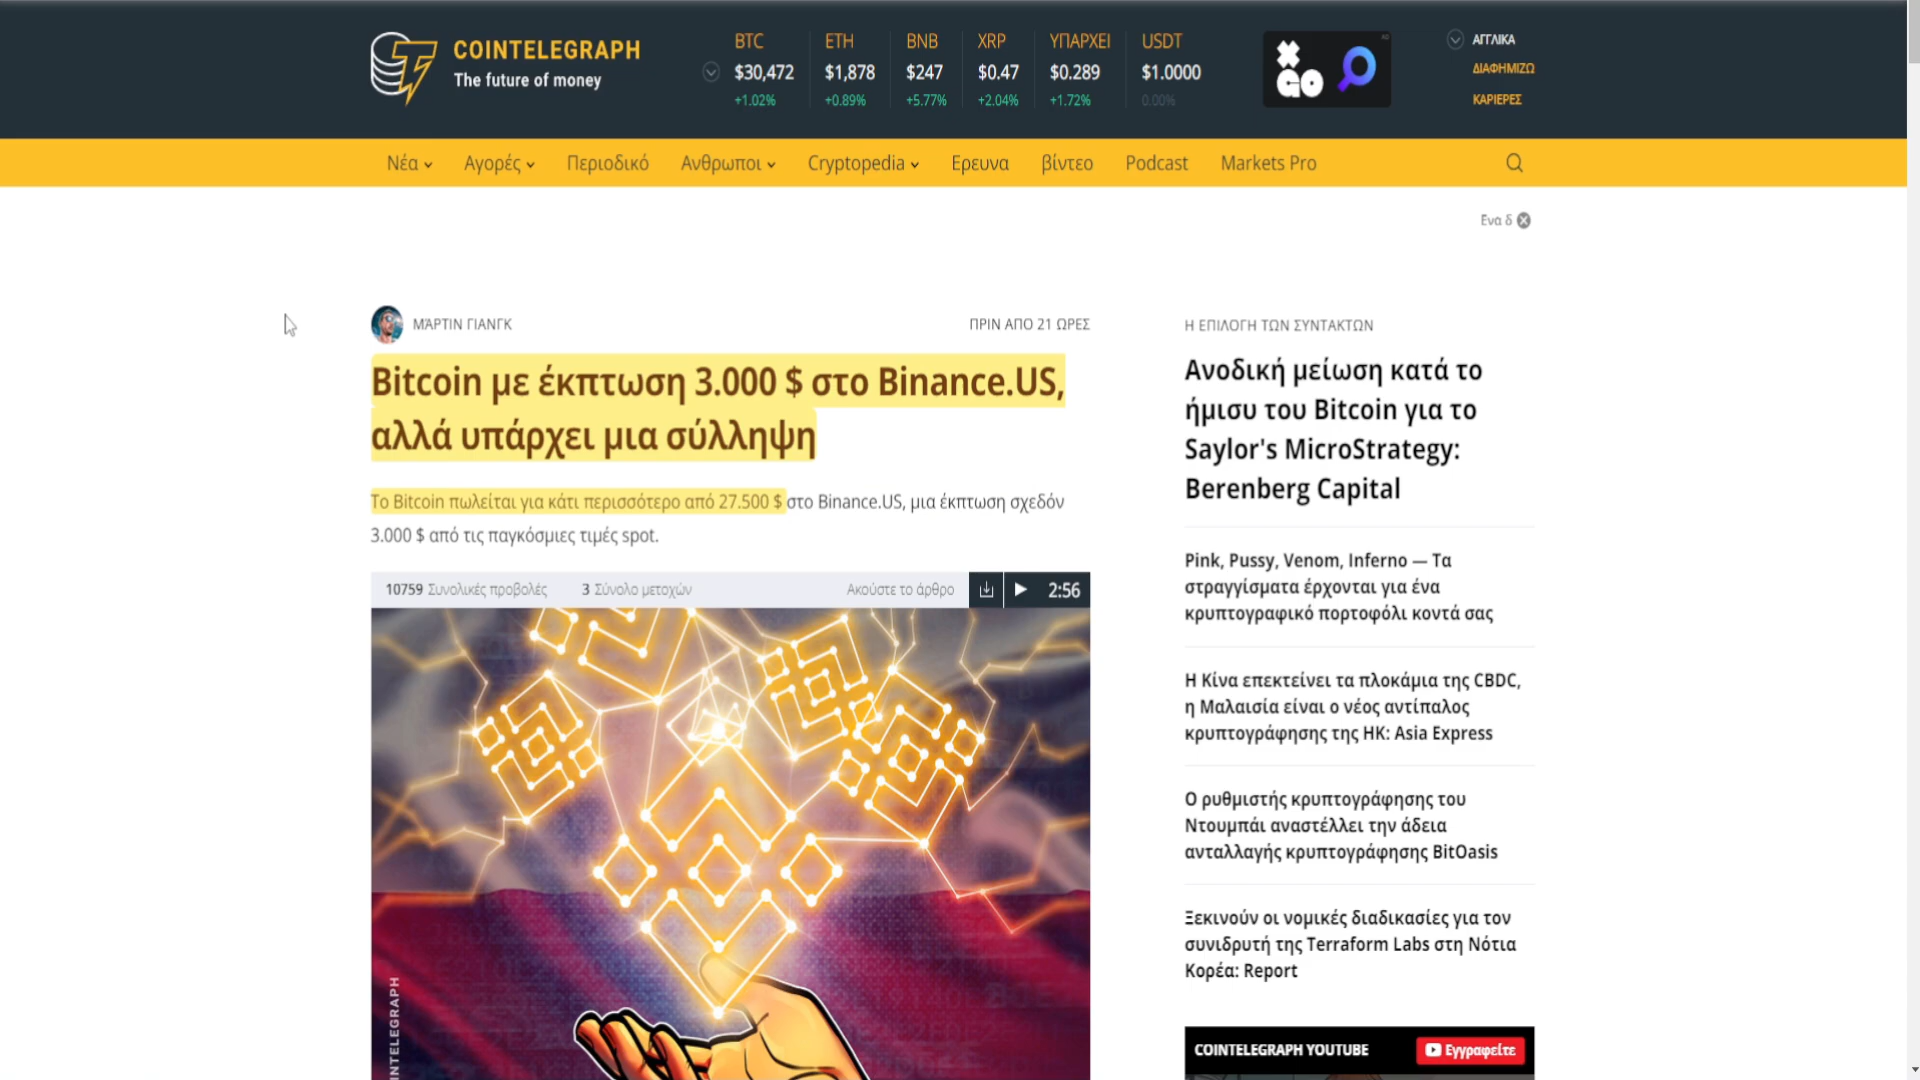 COINTELEGRAPH
The future of money
BTC
$30,472
+1.02%
ETH
$1,878
+0.89%
BNB
$247
+5.77%
XRP
$0.47
+2.04%
ΥΠΑΡΧΕΙ
$0.289
+1.72%
USDT
$1.0000
0.00%
XGO
AD
ΑΓΓΛΙΚΑ
ΔΙΑΦΗΜΙΖΩ
ΚΑΡΙΕΡΕΣ
Νέα Αγορές Περιοδικό Ανθρωποι Cryptopedia Ερευνα βίντεο Podcast Markets Pro
Ενα δ
ΜΆΡΤΙΝ ΓΙΑΝΓΚ
ΠΡΙΝ ΑΠΟ 21 ΩΡΕΣ
Bitcoin με έκπτωση 3.000 $ στο Binance.US,
αλλά υπάρχει μια σύλληψη
Το Bitcoin πωλείται για κάτι περισσότερο από 27.500 $ στο Binance.US, μια έκπτωση σχεδόν
3.000 $ από τις παγκόσμιες τιμές spot.
10759 Συνολικές προβολές 3 Σύνολο μετοχών Ακούστε το άρθρο 2:56
INTELEGRAPH
Η ΕΠΙΛΟΓΗ ΤΩΝ ΣΥΝΤΑΚΤΩΝ
Ανοδική μείωση κατά το
ήμισυ του Bitcoin για το
Saylor's MicroStrategy:
Berenberg Capital
Pink, Pussy, Venom, Inferno — Τα
στραγγίσματα έρχονται για ένα
κρυπτογραφικό πορτοφόλι κοντά σας
Η Κίνα επεκτείνει τα πλοκάμια της CBDC,
η Μαλαισία είναι ο νέος αντίπαλος
κρυπτογράφησης της HK: Asia Express
Ο ρυθμιστής κρυπτογράφησης του
Ντουμπάι αναστέλλει την άδεια
ανταλλαγής κρυπτογράφησης BitOasis
Ξεκινούν οι νομικές διαδικασίες για τον
συνιδρυτή της Terraform Labs στη Νότια
Κορέα: Report
COINTELEGRAPH YOUTUBE
Εγγραφείτε